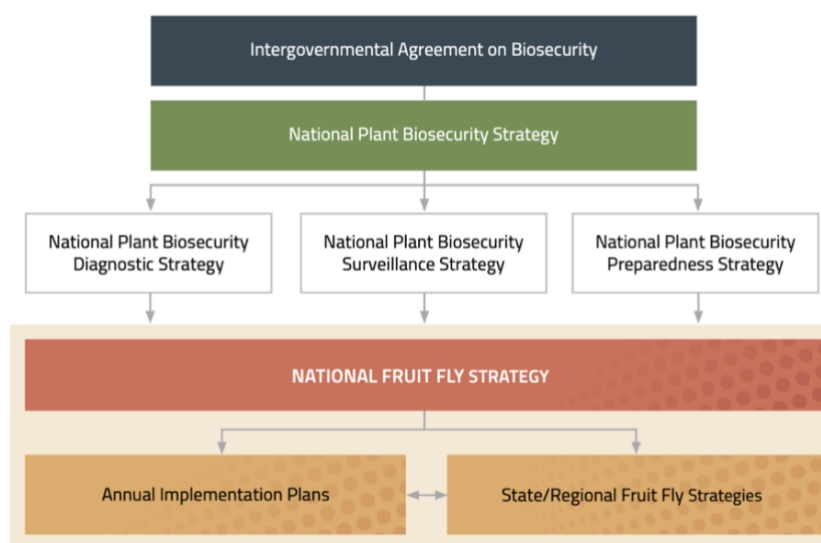 Intergovernmental Agreement on Biosecurity
National Plant Biosecurity Strategy
National Plant Biosecurity
Diagnostic Strategy
National Plant Biosecurity
Surveillance Strategy
National Plant Biosecurity
Preparedness Strategy
NATIONAL FRUIT FLY STRATEGY
Annual Implementation Plans
State/Regional Fruit Fly Strategies